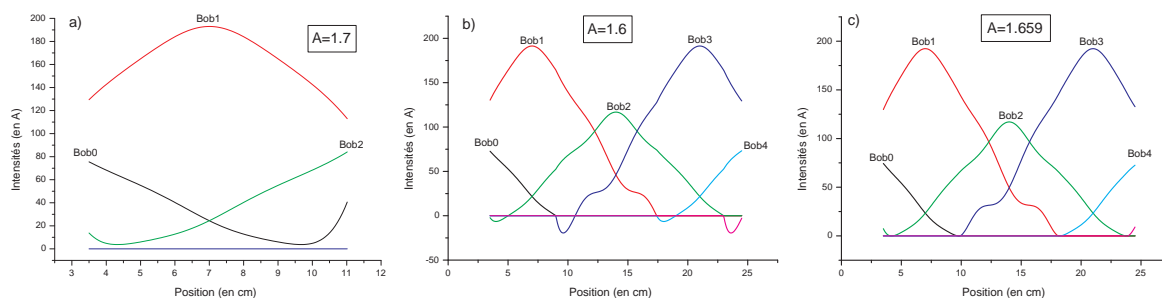 a)
A=1.7
Bob1
Bob0
Bob2
Intensités (en A)
200
180
160
140
120
100
80
60
40
20
0
3 4 5 6 7 8 9 10 11 12
Position (en cm)
b)
A=1.6
Bob1
Bob3
Bob2
Bob0
Bob4
Intensités (en A)
200
150
100
50
0
-50
0 5 10 15 20 25
Position (en cm)
c)
A=1.659
Bob1
Bob3
Bob2
Bob0
Bob4
Intensités (en A)
200
150
100
50
0
0 5 10 15 20 25
Position (en cm)